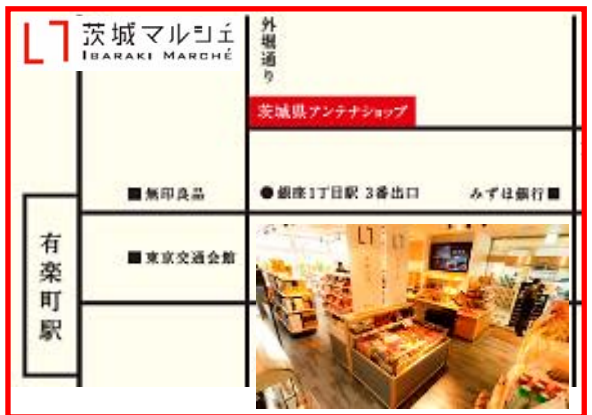 茨城マルシェ
IBARAKI MARCHÉ
外堀通り
茨城県アンテナショップ
■無印良品
●銀座1丁目駅 3番出口
みずほ銀行■
有楽町駅
■東京交通会館